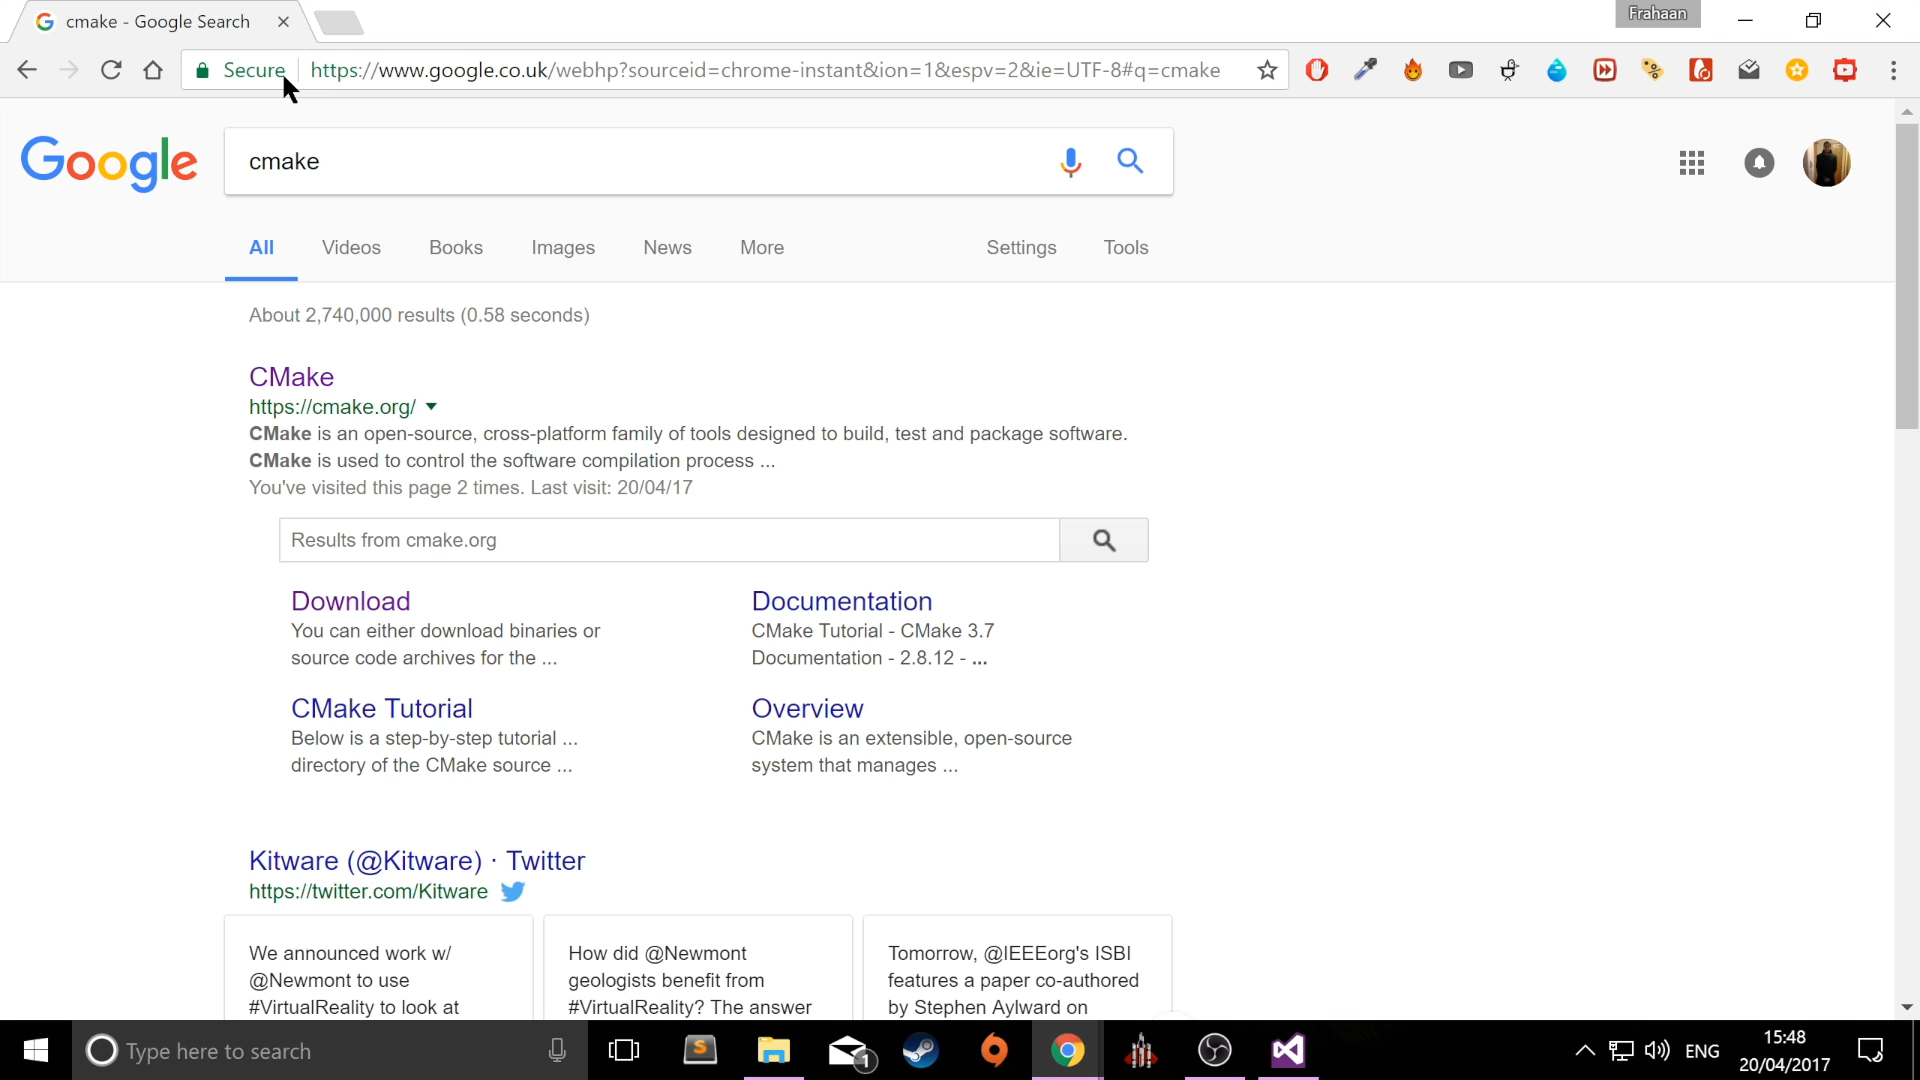 cmake - Google Search
Frahaan
Secure
https://www.google.co.uk/webhp?sourceid=chrome-instant&ion=1&espv=2&ie=UTF-8#q=cmake
Google
cmake
All Videos Books Images News More Settings Tools
About 2,740,000 results (0.58 seconds)
CMake
https://cmake.org/
CMake is an open-source, cross-platform family of tools designed to build, test and package software.
CMake is used to control the software compilation process ...
You've visited this page 2 times. Last visit: 20/04/17
Results from cmake.org
Download
You can either download binaries or
source code archives for the ...
Documentation
CMake Tutorial - CMake 3.7
Documentation - 2.8.12 - ...
CMake Tutorial
Below is a step-by-step tutorial ...
directory of the CMake source ...
Overview
CMake is an extensible, open-source
system that manages ...
Kitware (@Kitware) · Twitter
https://twitter.com/Kitware
We announced work w/
@Newmont to use
#VirtualReality to look at
How did @Newmont
geologists benefit from
#VirtualReality? The answer
Tomorrow, @IEEEorg's ISBI
features a paper co-authored
by Stephen Aylward on
Type here to search
1
ENG
15:48
20/04/2017